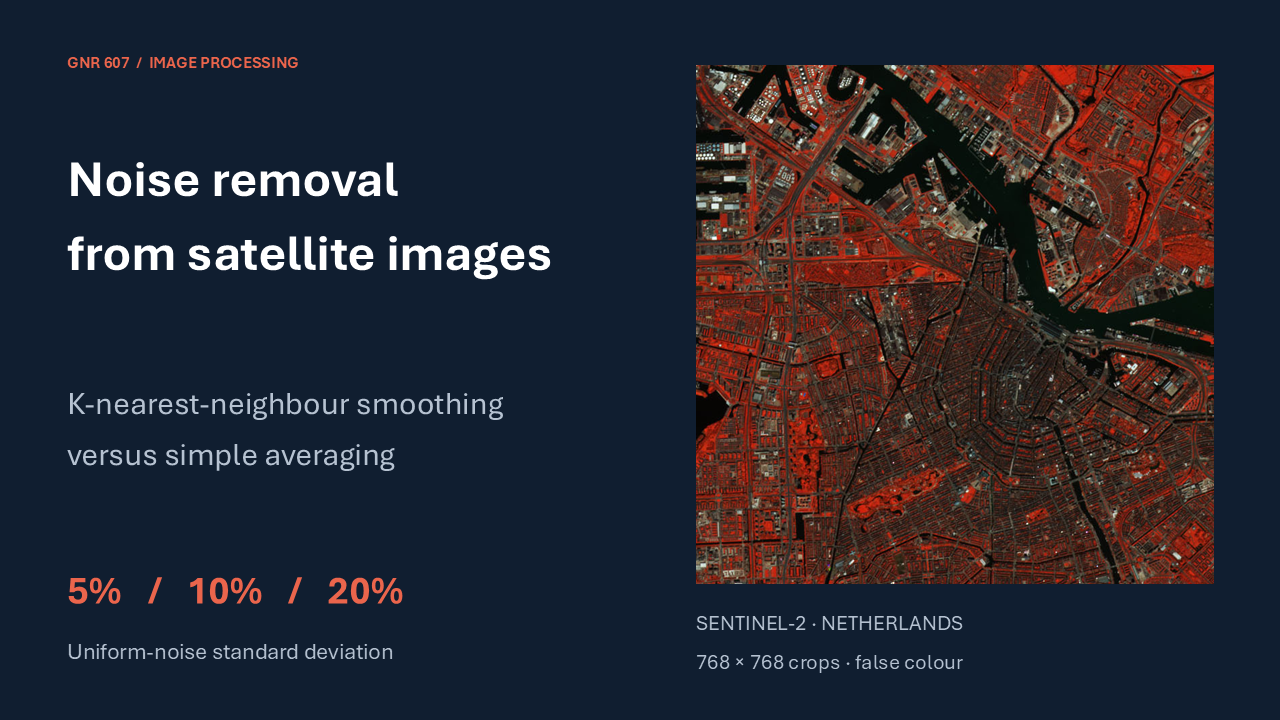 GNR 607 / IMAGE PROCESSING
Noise removal
from satellite images
K-nearest-neighbour smoothing
versus simple averaging
5% / 10% / 20%
Uniform-noise standard deviation
SENTINEL-2 · NETHERLANDS
768 × 768 crops · false colour